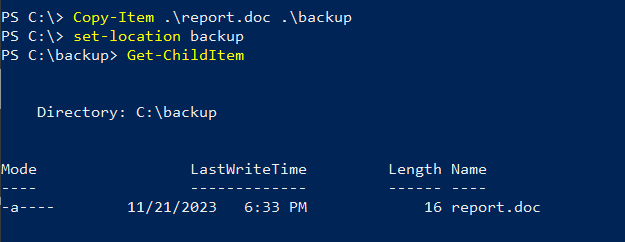 PS C:\> Copy-Item .\report.doc .\backup
PS C:\> set-location backup
PS C:\backup> Get-ChildItem
Directory: C:\backup
Mode                LastWriteTime         Length Name
----                -------------         ------ ----
-a----        11/21/2023   6:33 PM             16 report.doc